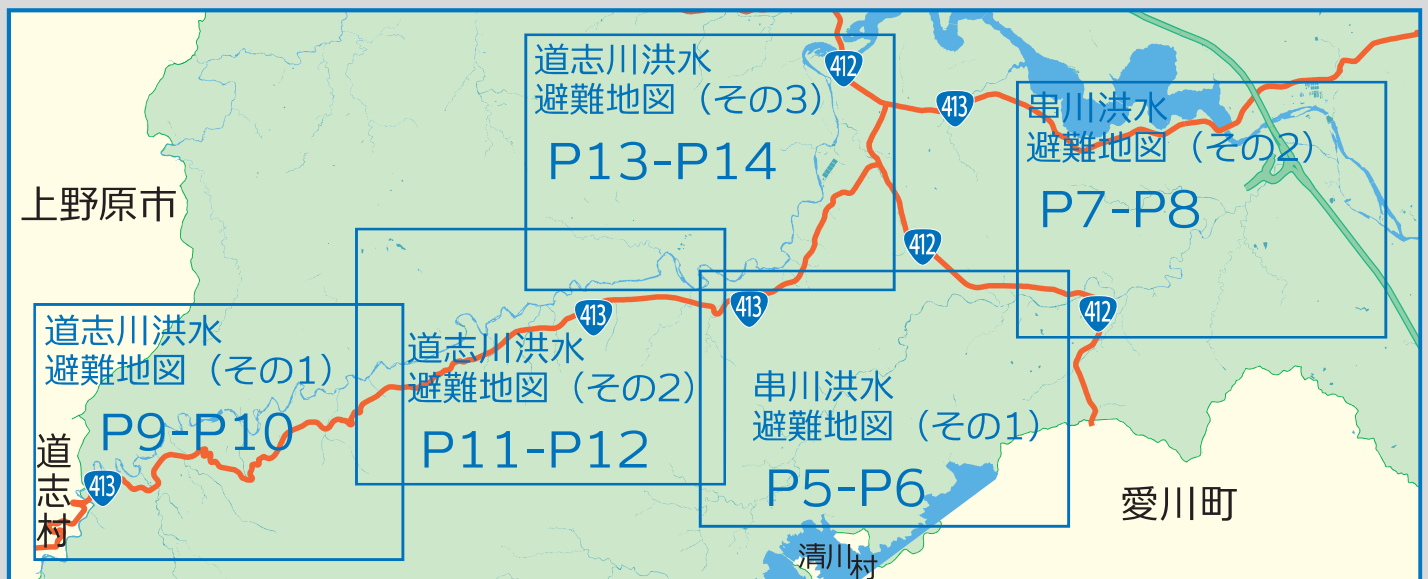 道志川洪水
避難地図（その3）
P13-P14
412
413
串川洪水
避難地図（その2）
P7-P8
上野原市
412
道志川洪水
避難地図（その1）
P9-P10
413
道志川洪水
避難地図（その2）
P11-P12
413
412
串川洪水
避難地図（その1）
P5-P6
道志村
413
愛川町
清川村